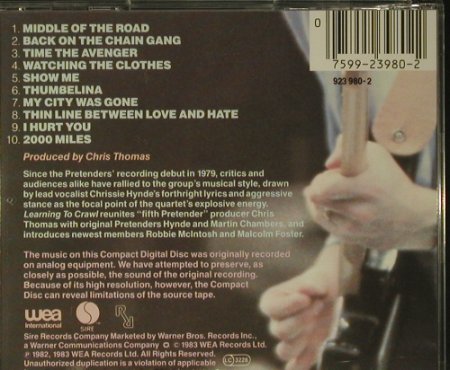 0
7599-23980-2
923 980-2
1. MIDDLE OF THE ROAD
2. BACK ON THE CHAIN GANG
3. TIME THE AVENGER
4. WATCHING THE CLOTHES
5. SHOW ME
6. THUMBELINA
7. MY CITY WAS GONE
8. THIN LINE BETWEEN LOVE AND HATE
9. I HURT YOU
10. 2000 MILES
Produced by Chris Thomas
Since the Pretenders' recording debut in 1979, critics and
audiences alike have rallied to the group's musical style, drawn
by lead vocalist Chrissie Hynde's forthright lyrics and aggressive
stance as the focal point of the quartet's explosive energy.
Learning To Crawl reunites "fifth Pretender" producer Chris
Thomas with original Pretenders Hynde and Martin Chambers, and
introduces newest members Robbie McIntosh and Malcolm Foster.
The music on this Compact Digital Disc was originally recorded
on analog equipment. We have attempted to preserve, as
closely as possible, the sound of the original recording.
Because of its high resolution, however, the Compact
Disc can reveal limitations of the source tape.
wea
International
SIRE
Sire Records Company Marketed by Warner Bros. Records Inc.,
a Warner Communications Company © 1983 WEA Records Ltd.
℗ 1982, 1983 WEA Records Ltd. All Rights Reserved.
Unauthorized duplication is a violation of applicable
LC 3228